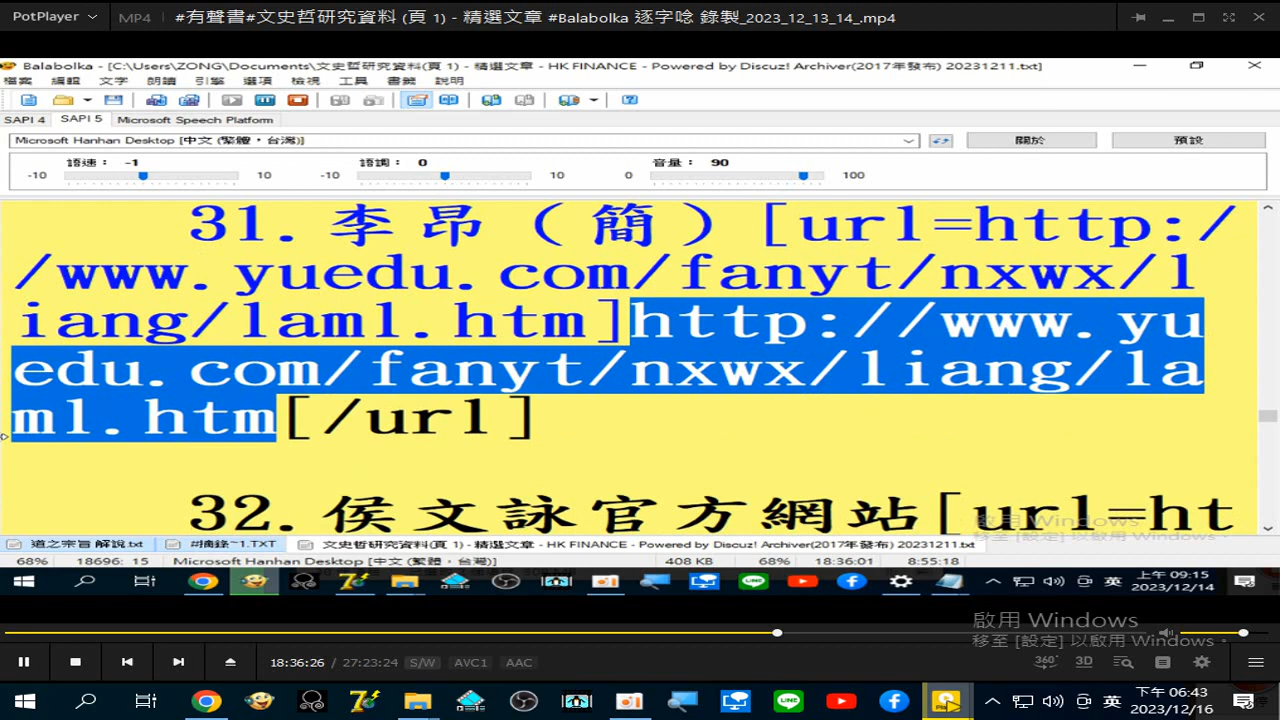 PotPlayer
MP4
#有聲書#文史哲研究資料 (頁 1) - 精選文章 #Balabolka 逐字唸 錄製_2023_12_13_14_.mp4
Balabolka - [C:\Users\ZONG\Documents\文史哲研究資料(頁 1) - 精選文章 - HK FINANCE - Powered by Discuz! Archiver(2017年發布) 20231211.txt]
檔案 編輯 文字 朗讀 引擎 選項 檢視 工具 書籤 說明
SAPI 4 SAPI 5 Microsoft Speech Platform
Microsoft Hanhan Desktop [中文 (繁體，台灣)]
關於 預設
語速： -1 語調： 0 音量： 90
-10 10 -10 10 0 100
31. 李昂（簡）[url=http:/
/www.yuedu.com/fanyt/nxwx/l
iang/laml.htm]http://www.yu
edu.com/fanyt/nxwx/liang/la
ml.htm[/url]
32. 侯文詠官方網站[url=ht
啟用 Windows
移至 [設定] 以啟用 Windows。
道之宗旨 解說.txt #摘錄~1.TXT 文史哲研究資料(頁 1) - 精選文章 - HK FINANCE - Powered by Discuz! Archiver(2017年發布) 20231211.txt
68% 18696: 15 Microsoft Hanhan Desktop [中文 (繁體，台灣)] 408 KB 68% 18:36:01 8:55:18
英 上午 09:15
2023/12/14
啟用 Windows
移至 [設定] 以啟用 Windows。
18:36:26 / 27:23:24 S/W AVC1 AAC
360° 3D
英 下午 06:43
2023/12/16